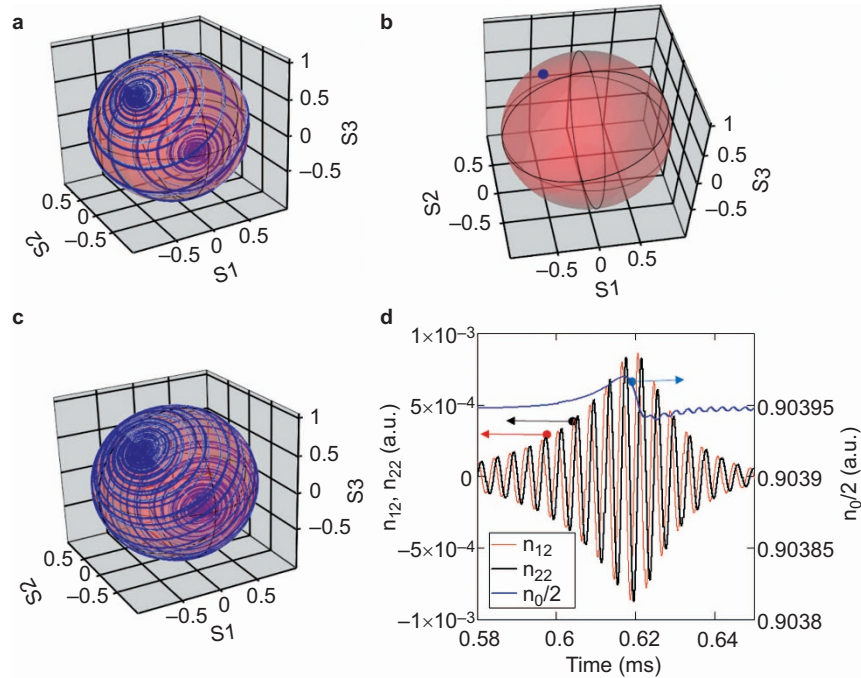 a
1
0.5
0
−0.5
S3
0.5
0
−0.5
S2
−0.5
0
0.5
S1
b
S2
0.5
0
−0.5
1
0.5
0
−0.5
S3
−0.5
0
0.5
S1
c
1
0.5
0
−0.5
S3
0.5
0
−0.5
S2
−0.5
0
0.5
S1
d
1×10⁻³
5×10⁻⁴
0
−5×10⁻⁴
−1×10⁻³
n₁₂, n₂₂ (a.u.)
n₁₂
n₂₂
n₀/2
0.90395
0.9039
0.90385
0.9038
n₀/2 (a.u.)
0.58
0.6
0.62
0.64
Time (ms)